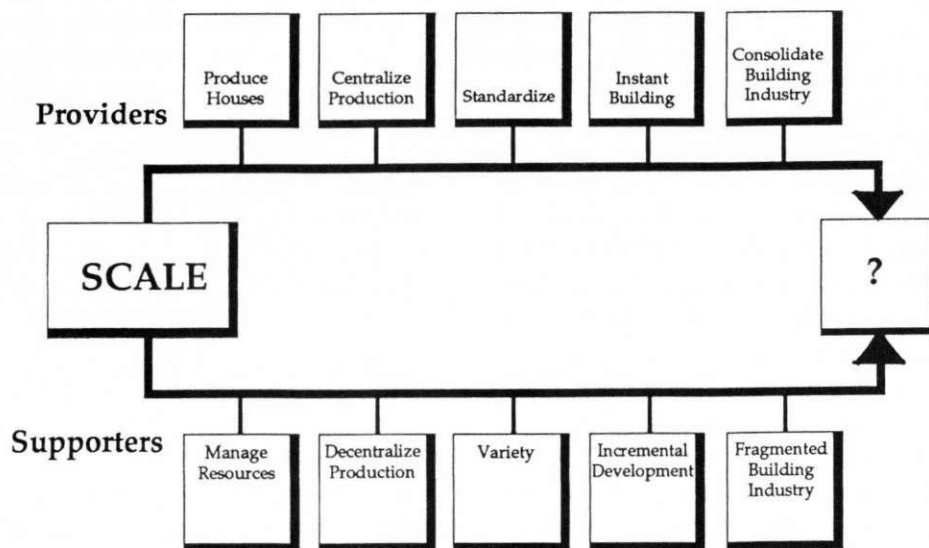 Providers
Produce
Houses
Centralize
Production
Standardize
Instant
Building
Consolidate
Building
Industry
SCALE
?
Supporters
Manage
Resources
Decentralize
Production
Variety
Incremental
Development
Fragmented
Building
Industry